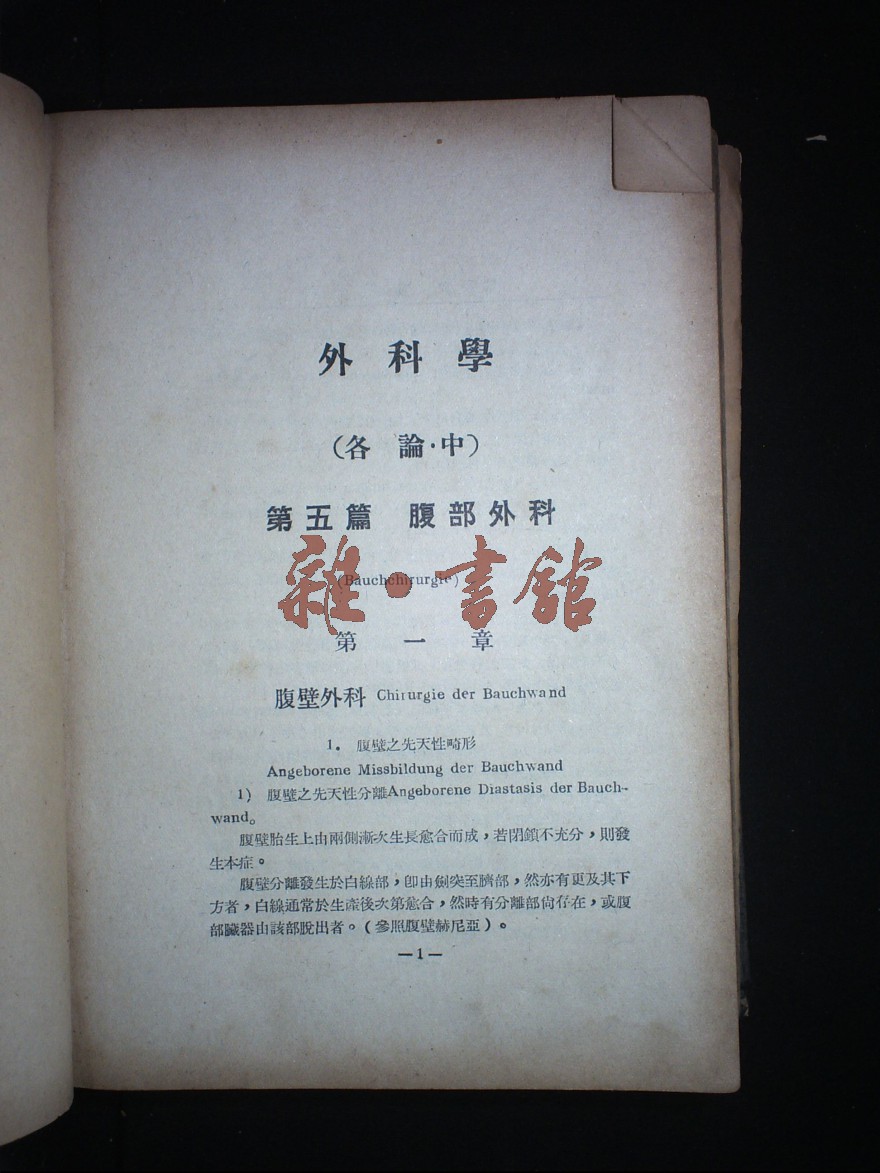 外科學
(各論·中)
第五篇 腹部外科
(Bauchchirurgie)
雜·書館
第一章
腹壁外科 Chirurgie der Bauchwand
1. 腹壁之先天性畸形
Angeborene Missbildung der Bauchwand
1) 腹壁之先天性分離Angeborene Diastasis der Bauch-
wand。
腹壁胎生上由兩側漸次生長愈合而成，若閉鎖不充分，則發
生本症。
腹壁分離發生於白線部，卽由劍突至臍部，然亦有更及其下
方者，白線通常於生產後次第愈合，然時有分離部尙存在，或腹
部臟器由該部脫出者。(參照腹壁赫尼亞)。
—1—